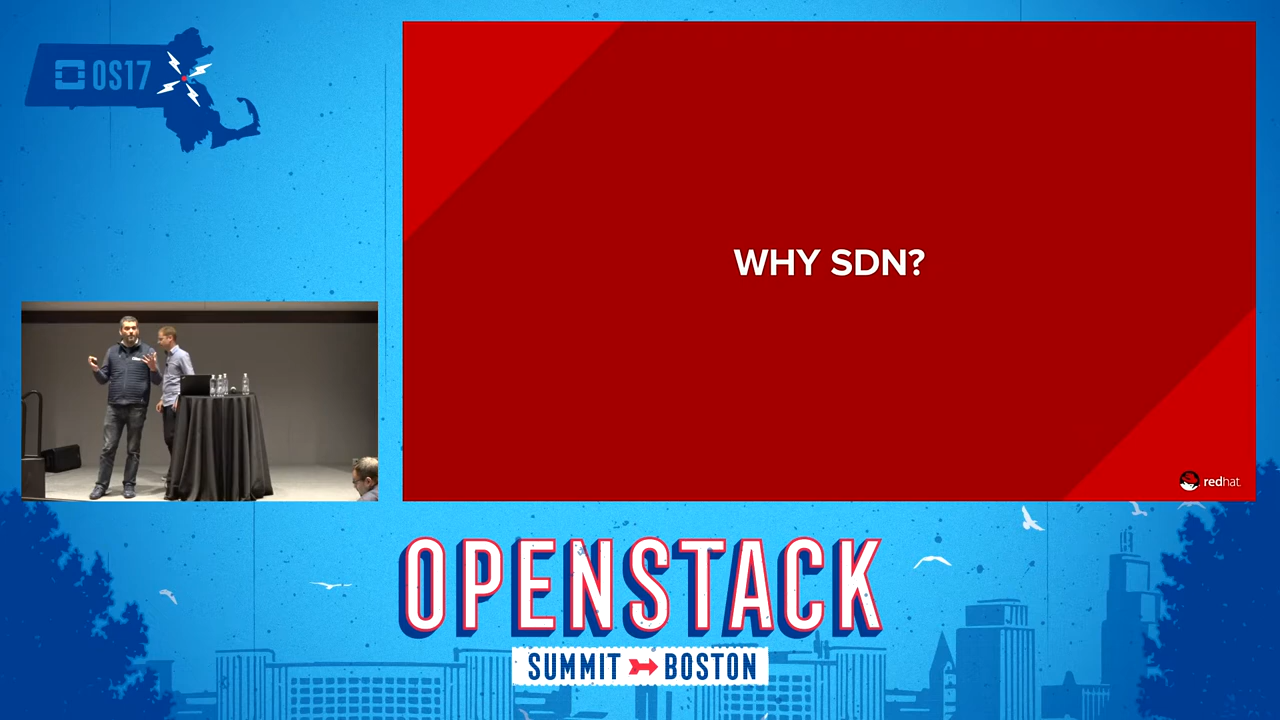 OS17
WHY SDN?
redhat.
OPENSTACK
SUMMIT BOSTON